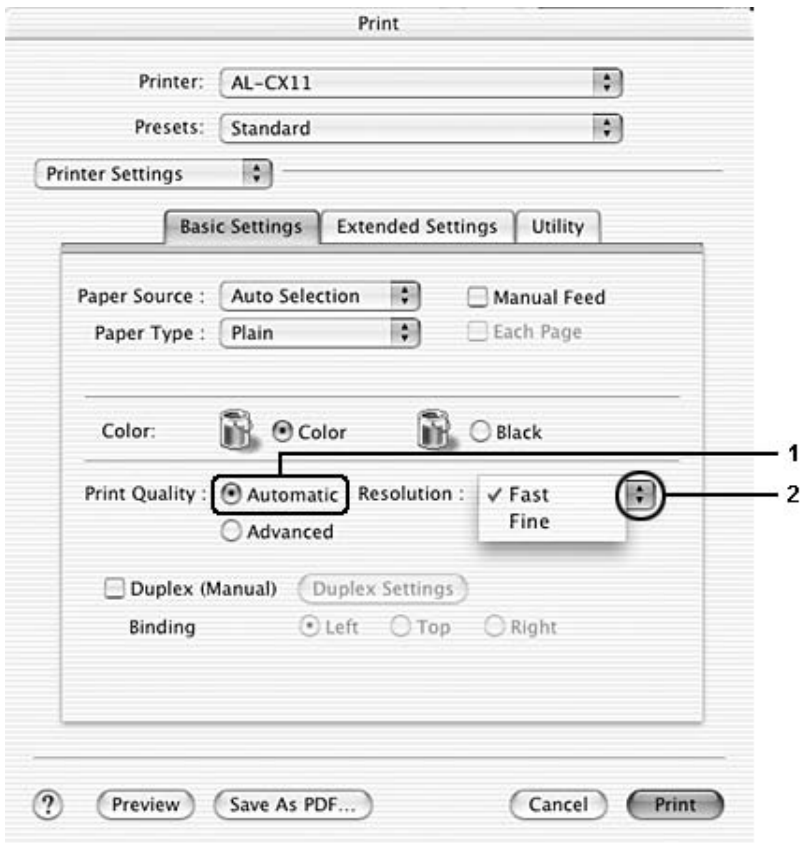 Print
Printer: AL-CX11
Presets: Standard
Printer Settings
Basic Settings Extended Settings Utility
Paper Source : Auto Selection Manual Feed
Paper Type : Plain Each Page
Color: Color Black
1
Print Quality : Automatic Resolution : ✓ Fast 2
Advanced Fine
Duplex (Manual) Duplex Settings
Binding Left Top Right
? Preview Save As PDF... Cancel Print